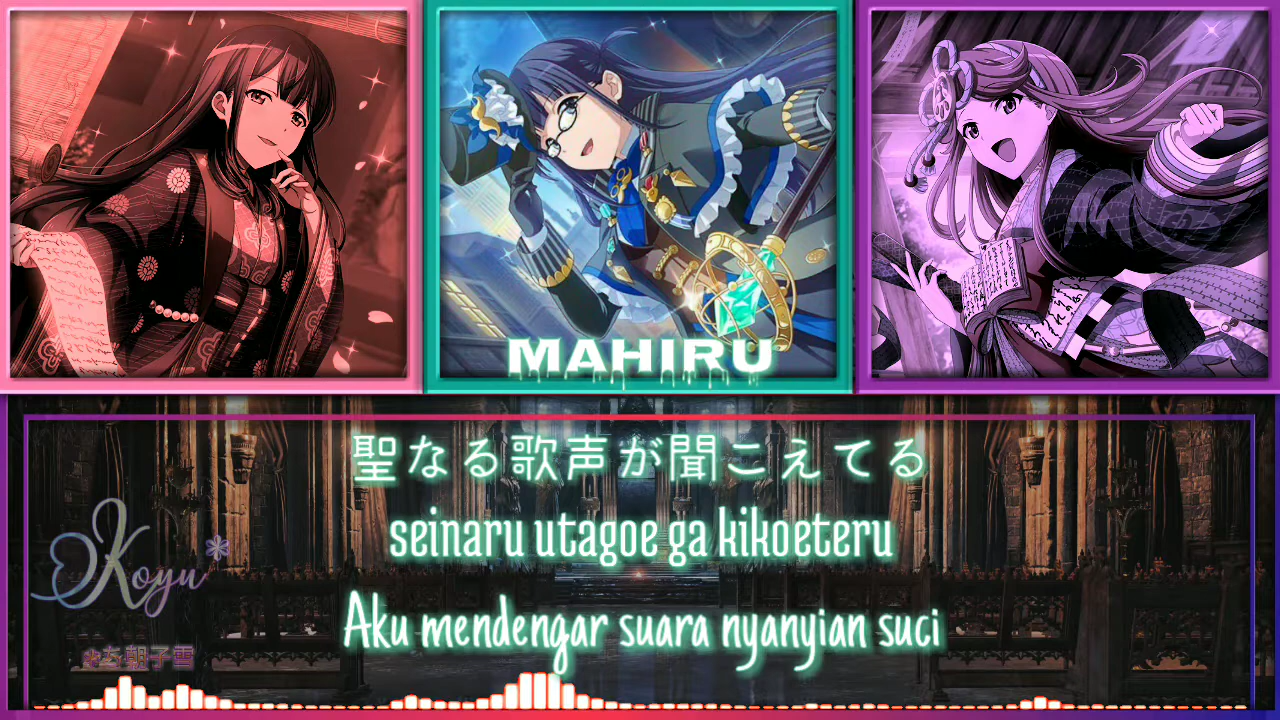 MAHIRU
聖なる歌声が聞こえてる
seinaru utagoe ga kikoeteru
Aku mendengar suara nyanyian suci
Koyu